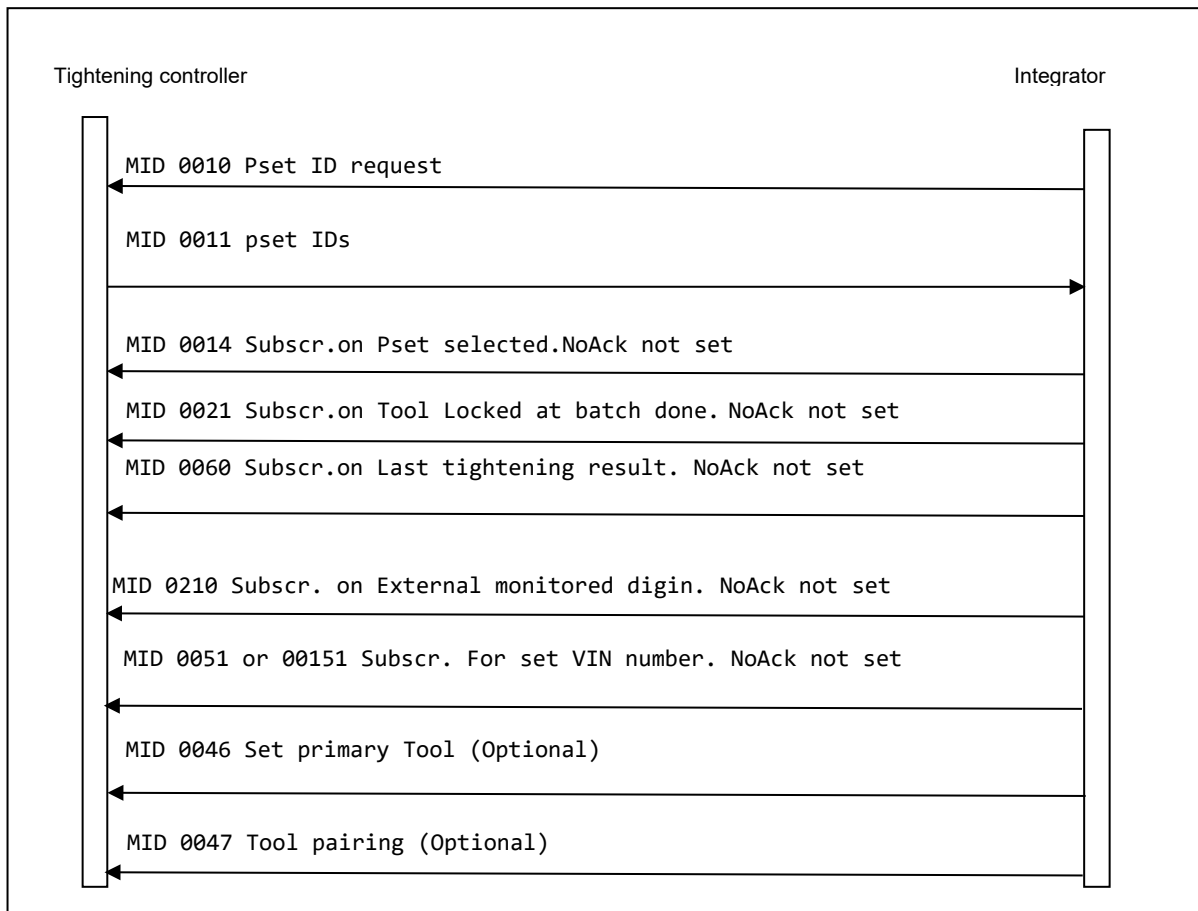 Tightening controller
Integrator
MID 0010 Pset ID request
MID 0011 pset IDs
MID 0014 Subscr.on Pset selected.NoAck not set
MID 0021 Subscr.on Tool Locked at batch done. NoAck not set
MID 0060 Subscr.on Last tightening result. NoAck not set
MID 0210 Subscr. on External monitored digin. NoAck not set
MID 0051 or 00151 Subscr. For set VIN number. NoAck not set
MID 0046 Set primary Tool (Optional)
MID 0047 Tool pairing (Optional)